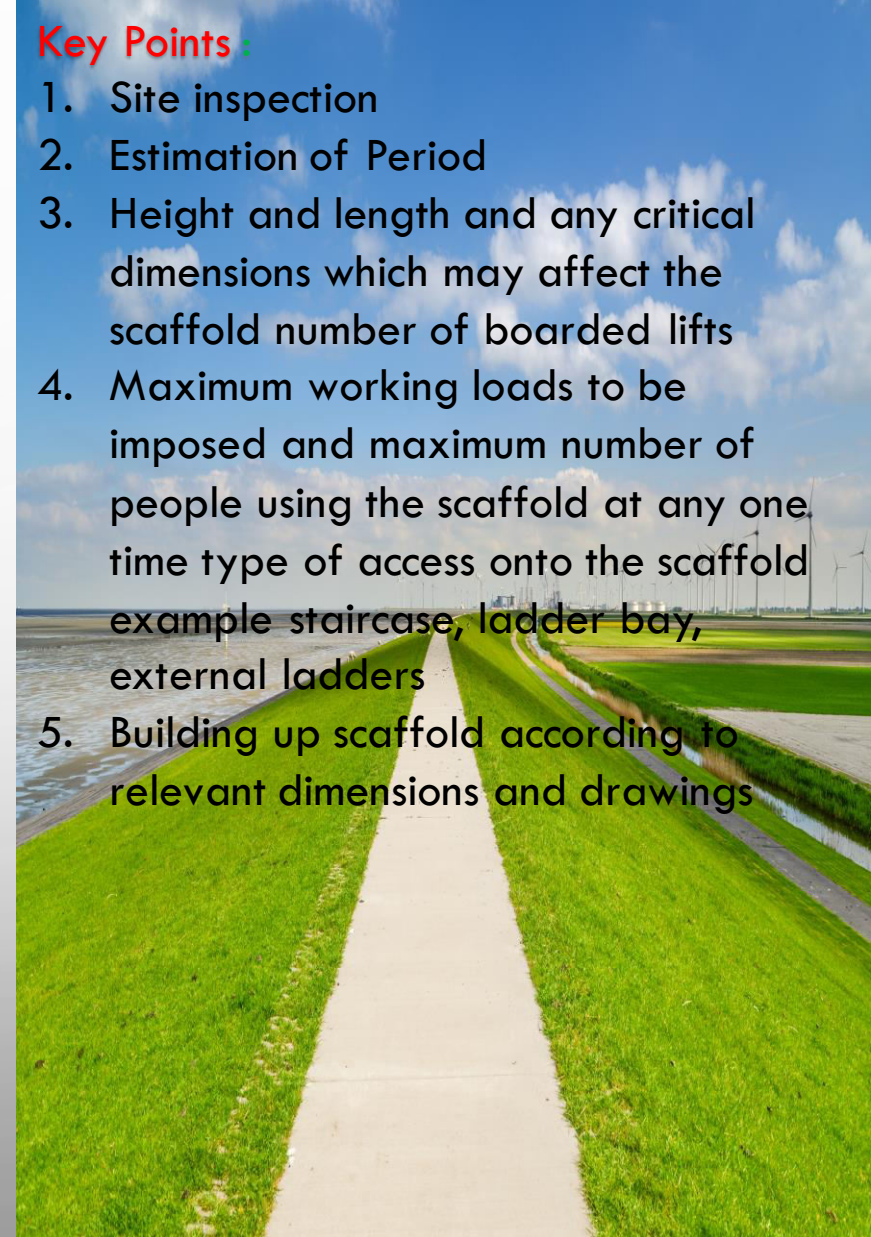 Key Points :
1. Site inspection
2. Estimation of Period
3. Height and length and any critical
dimensions which may affect the
scaffold number of boarded lifts
4. Maximum working loads to be
imposed and maximum number of
people using the scaffold at any one
time type of access onto the scaffold
example staircase, ladder bay,
external ladders
5. Building up scaffold according to
relevant dimensions and drawings